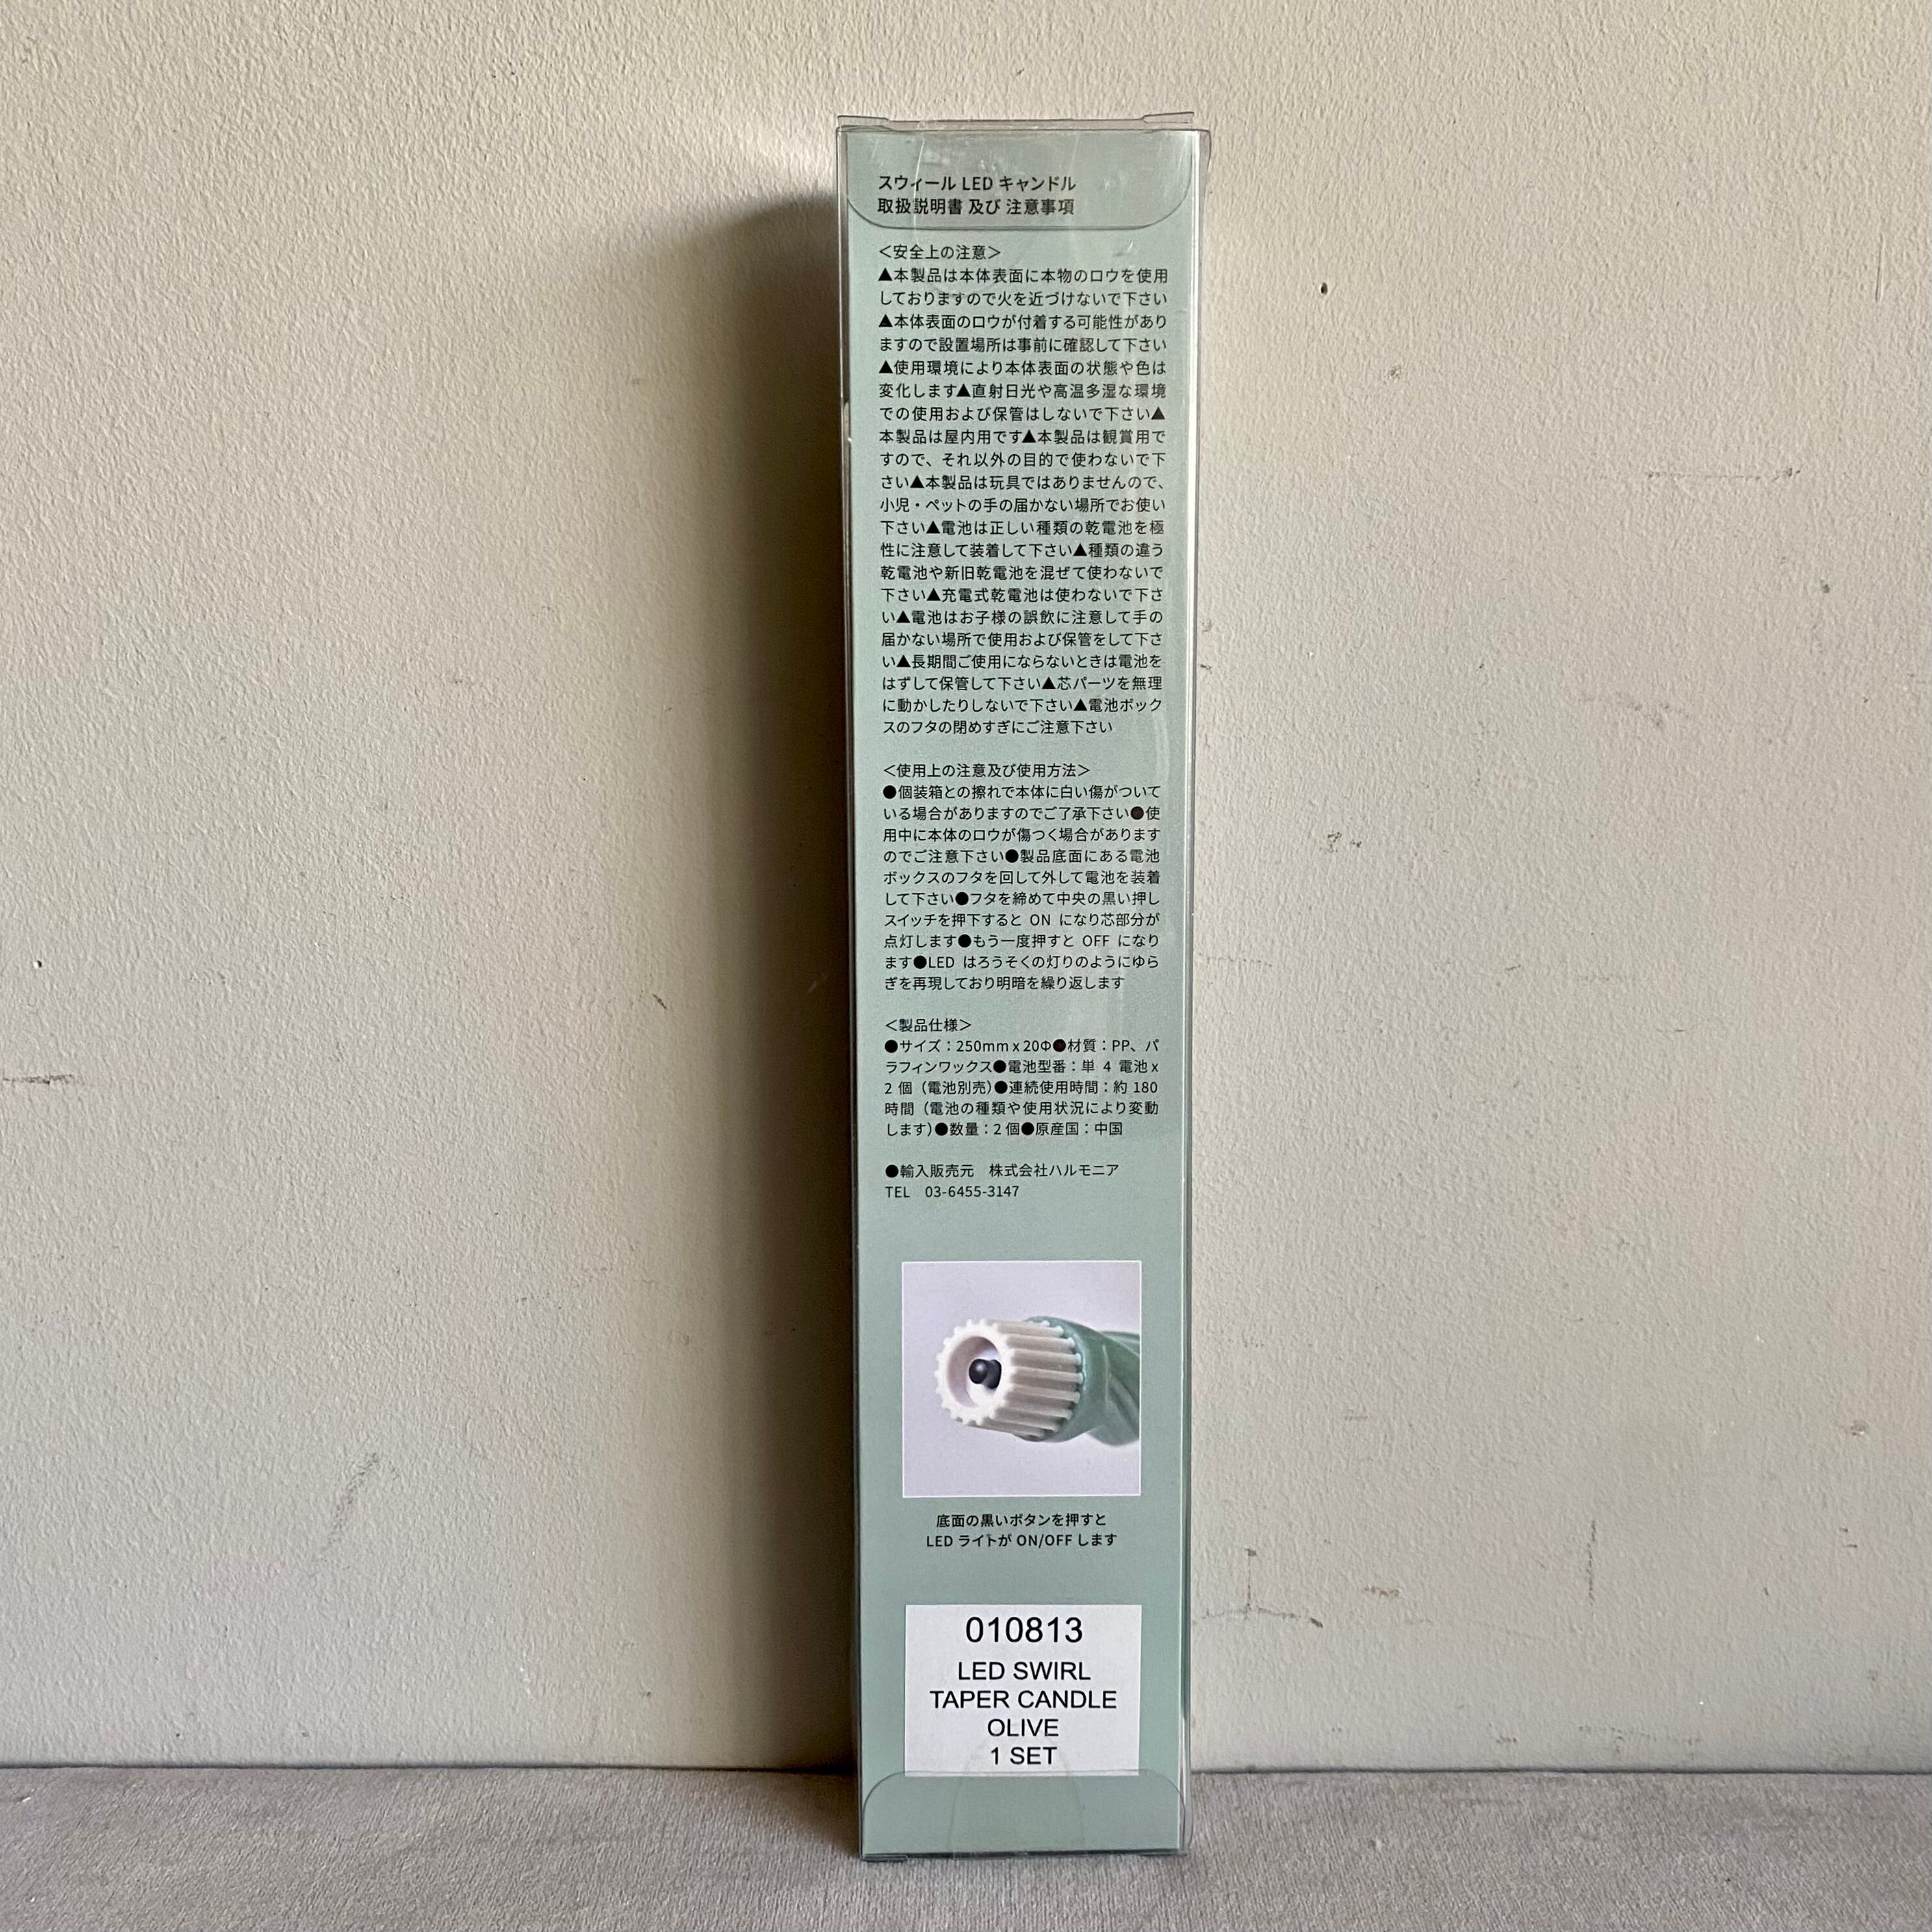 スウィール LED キャンドル
取扱説明書 及び 注意事項
＜安全上の注意＞
▲本製品は本体表面に本物のロウを使用
しておりますので火を近づけないで下さい
▲本体表面のロウが付着する可能性があり
ますので設置場所は事前に確認して下さい
▲使用環境により本体表面の状態や色は
変化します▲直射日光や高温多湿な環境
での使用および保管はしないで下さい▲
本製品は屋内用です▲本製品は観賞用で
すので、それ以外の目的で使わないで下
さい▲本製品は玩具ではありませんので、
小児・ペットの手の届かない場所でお使い
下さい▲電池は正しい種類の乾電池を極
性に注意して装着して下さい▲種類の違う
乾電池や新旧乾電池を混ぜて使わないで
下さい▲充電式乾電池は使わないで下さ
い▲電池はお子様の誤飲に注意して手の
届かない場所で使用および保管をして下さ
い▲長期間ご使用にならないときは電池を
はずして保管して下さい▲芯パーツを無理
に動かしたりしないで下さい▲電池ボック
スのフタの閉めすぎにご注意下さい
＜使用上の注意及び使用方法＞
●個装箱との擦れで本体に白い傷がついて
いる場合がありますのでご了承下さい●使
用中に本体のロウが傷つく場合があります
のでご注意下さい●製品底面にある電池
ボックスのフタを回して外して電池を装着
して下さい●フタを締めて中央の黒い押し
スイッチを押下すると ON になり芯部分が
点灯します●もう一度押すと OFF になり
ます●LED はろうそくの灯りのようにゆら
ぎを再現しており明暗を繰り返します
＜製品仕様＞
●サイズ：250mm x 20Φ●材質：PP、パ
ラフィンワックス●電池型番：単 4 電池 x
2 個（電池別売）●連続使用時間：約 180
時間（電池の種類や使用状況により変動
します）●数量：2 個●原産国：中国
●輸入販売元　株式会社ハルモニア
TEL　03-6455-3147
底面の黒いボタンを押すと
LED ライトが ON/OFF します
010813
LED SWIRL
TAPER CANDLE
OLIVE
1 SET